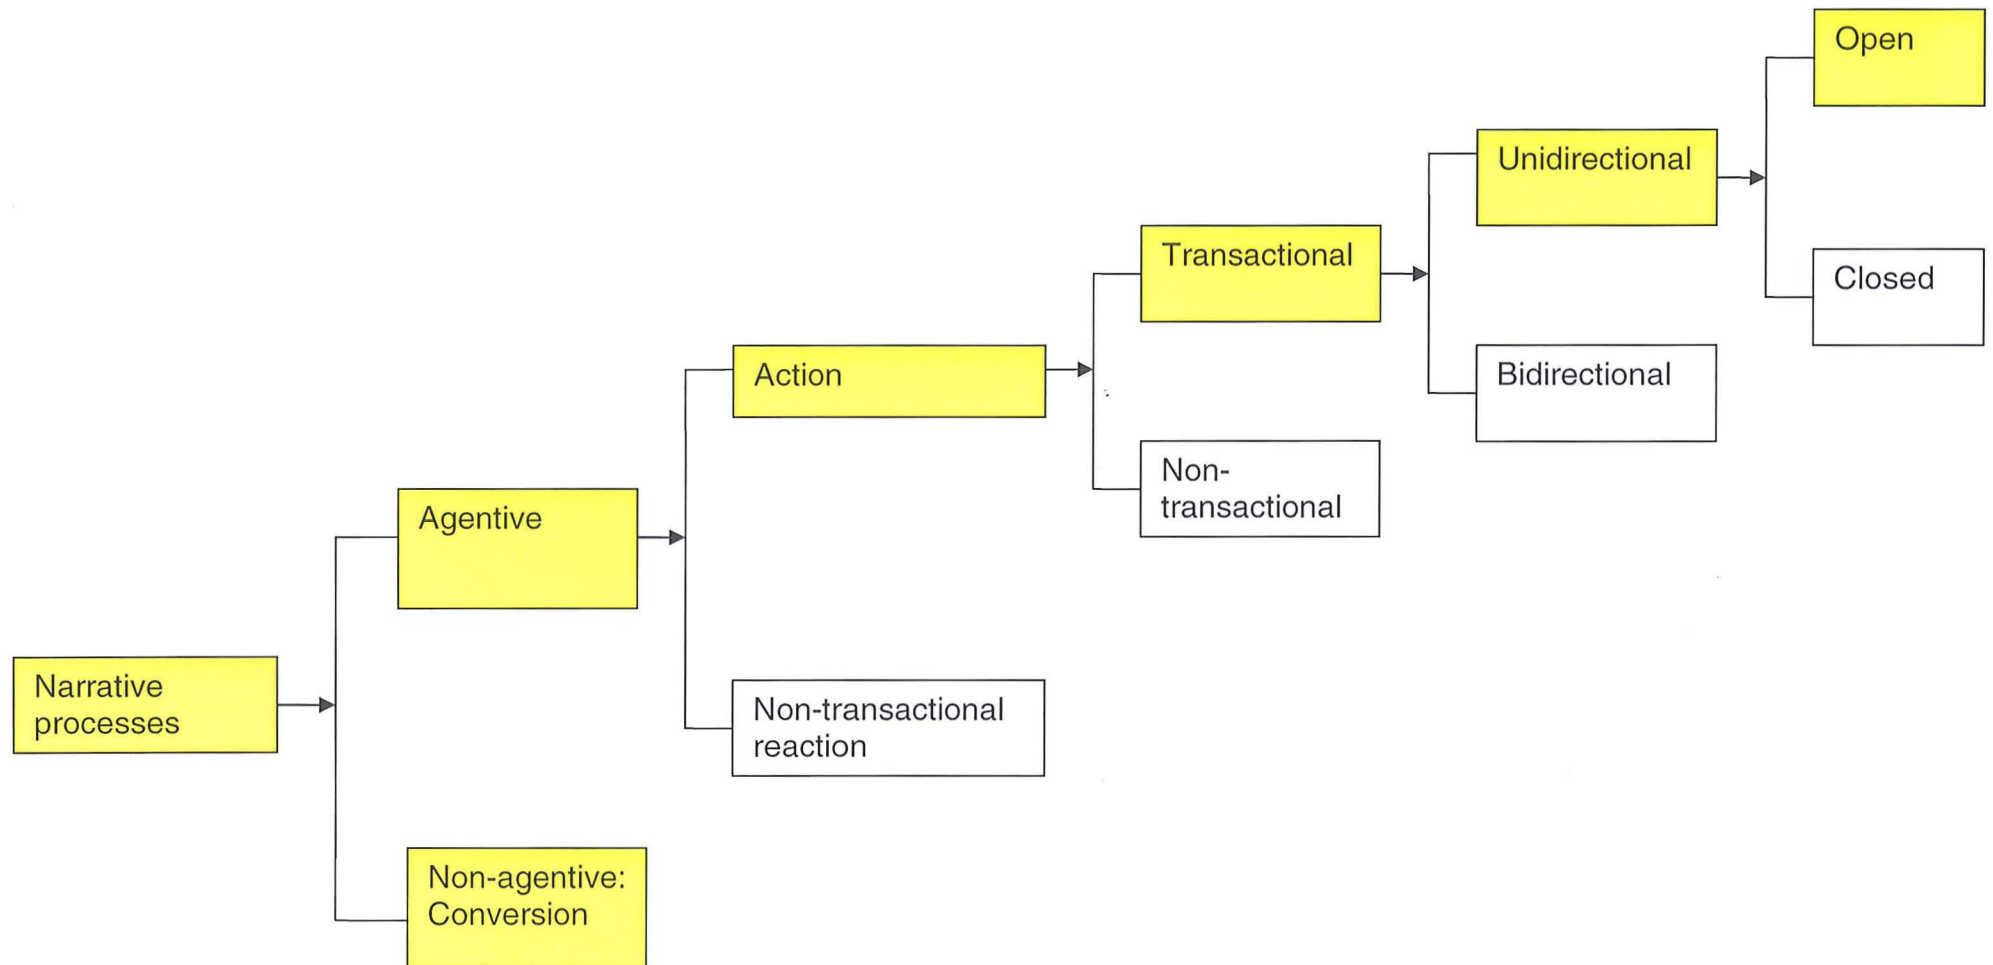 Open
Unidirectional
Transactional
Closed
Action
Bidirectional
Non-
transactional
Agentive
Narrative
processes
Non-transactional
reaction
Non-agentive:
Conversion